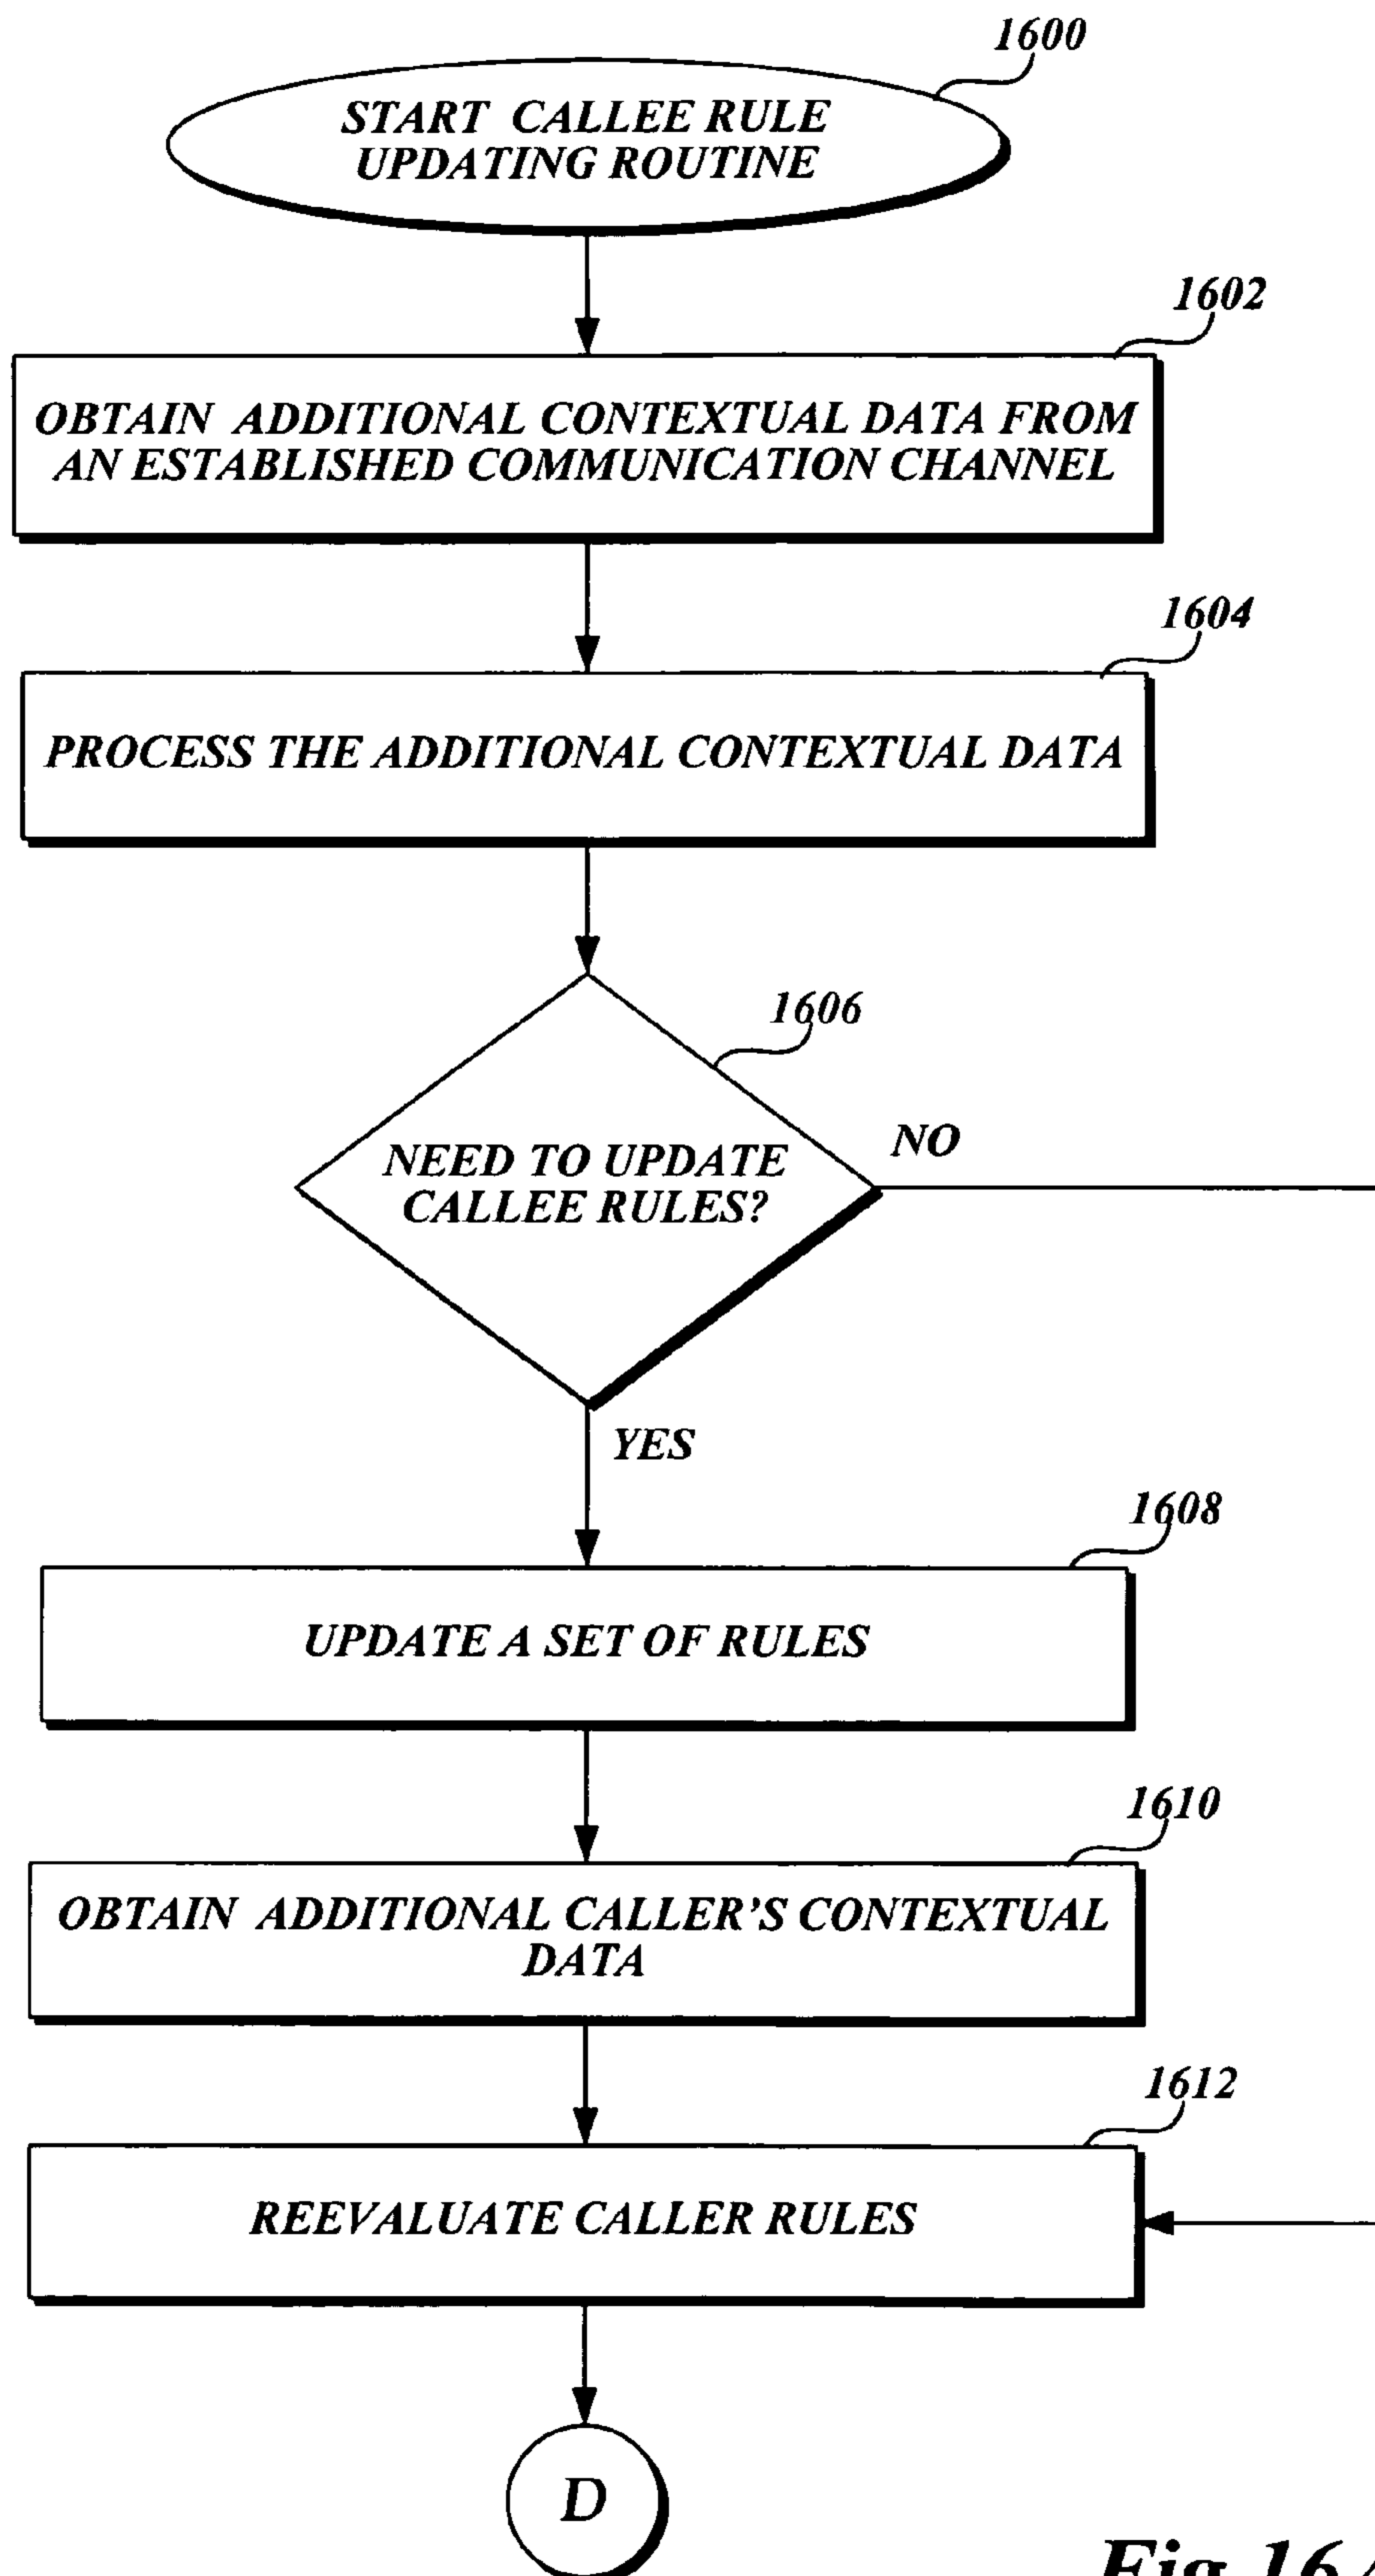 1600
START CALLEE RULE
UPDATING ROUTINE
1602
OBTAIN ADDITIONAL CONTEXTUAL DATA FROM
AN ESTABLISHED COMMUNICATION CHANNEL
1604
PROCESS THE ADDITIONAL CONTEXTUAL DATA
1606
NEED TO UPDATE
CALLEE RULES?
NO
YES
1608
UPDATE A SET OF RULES
1610
OBTAIN ADDITIONAL CALLER'S CONTEXTUAL
DATA
1612
REEVALUATE CALLER RULES
D
Fig.16A